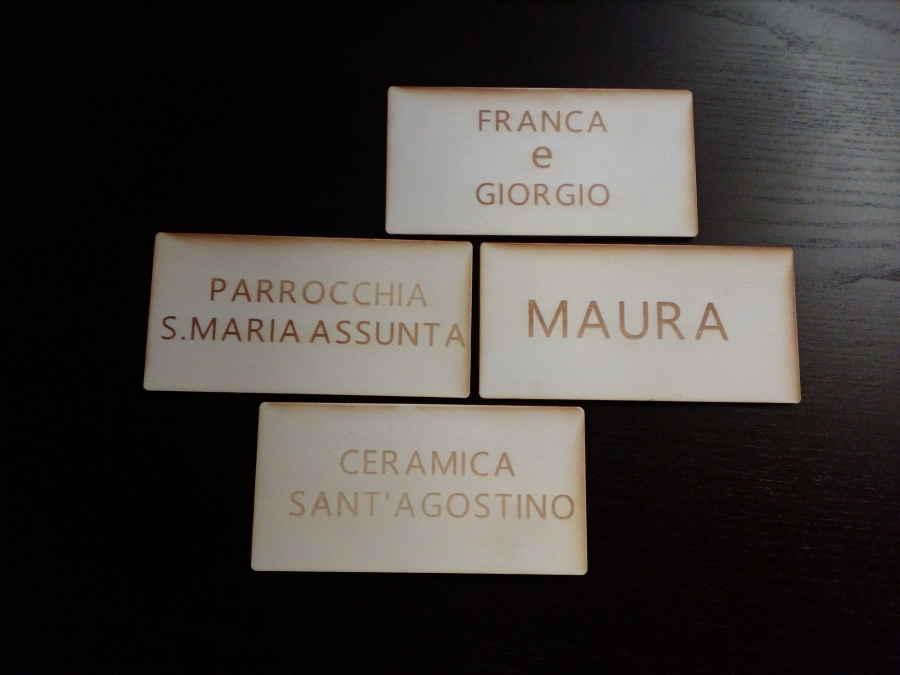 FRANCA
e
GIORGIO
PARROCCHIA
S.MARIA ASSUNTA
MAURA
CERAMICA
SANT'AGOSTINO